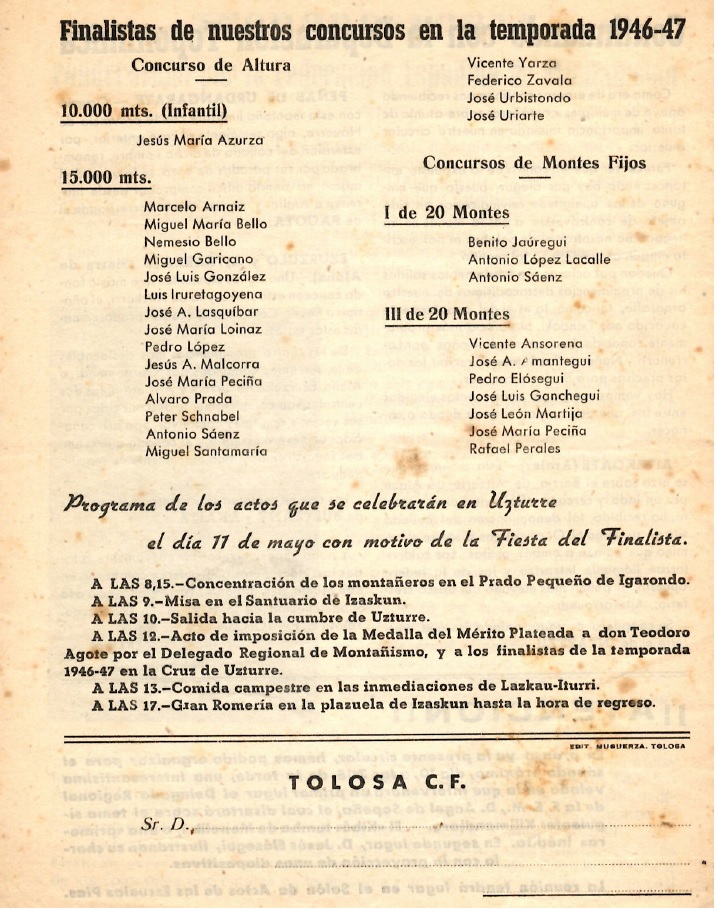 Finalistas de nuestros concursos en la temporada 1946-47
Concurso de Altura
10.000 mts. (Infantil)
Jesús María Azurza
15.000 mts.
Marcelo Arnaiz
Miguel María Bello
Nemesio Bello
Miguel Garicano
José Luis González
Luis Iruretagoyena
José A. Lasquíbar
José María Loinaz
Pedro López
Jesús A. Malcorra
José María Peciña
Alvaro Prada
Peter Schnabel
Antonio Sáenz
Miguel Santamaría
Vicente Yarza
Federico Zavala
José Urbistondo
José Uriarte
Concursos de Montes Fijos
I de 20 Montes
Benito Jaúregui
Antonio López Lacalle
Antonio Sáenz
III de 20 Montes
Vicente Ansorena
José A. Amantegui
Pedro Elósegui
José Luis Ganchegui
José León Martija
José María Peciña
Rafael Perales
Programa de los actos que se celebrarán en Uzturre
el día 11 de mayo con motivo de la Fiesta del Finalista.
A LAS 8,15.-Concentración de los montañeros en el Prado Pequeño de Igarondo.
A LAS 9.-Misa en el Santuario de Izaskun.
A LAS 10.-Salida hacia la cumbre de Uzturre.
A LAS 12.-Acto de imposición de la Medalla del Mérito Plateada a don Teodoro
Agote por el Delegado Regional de Montañismo, y a los finalistas de la temporada
1946-47 en la Cruz de Uzturre.
A LAS 13.-Comida campestre en las inmediaciones de Lazkau-Iturri.
A LAS 17.-Gran Romería en la plazuela de Izaskun hasta la hora de regreso.
EDIT. MUGUERZA. TOLOSA
TOLOSA C.F.
Sr. D.,